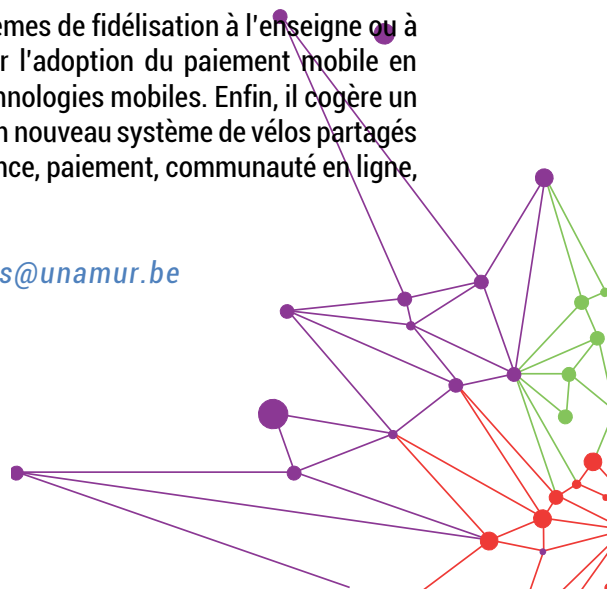 èmes de fidélisation à l'enseigne ou à
r l'adoption du paiement mobile en
hnologies mobiles. Enfin, il cogère un
n nouveau système de vélos partagés
nce, paiement, communauté en ligne,
s@unamur.be